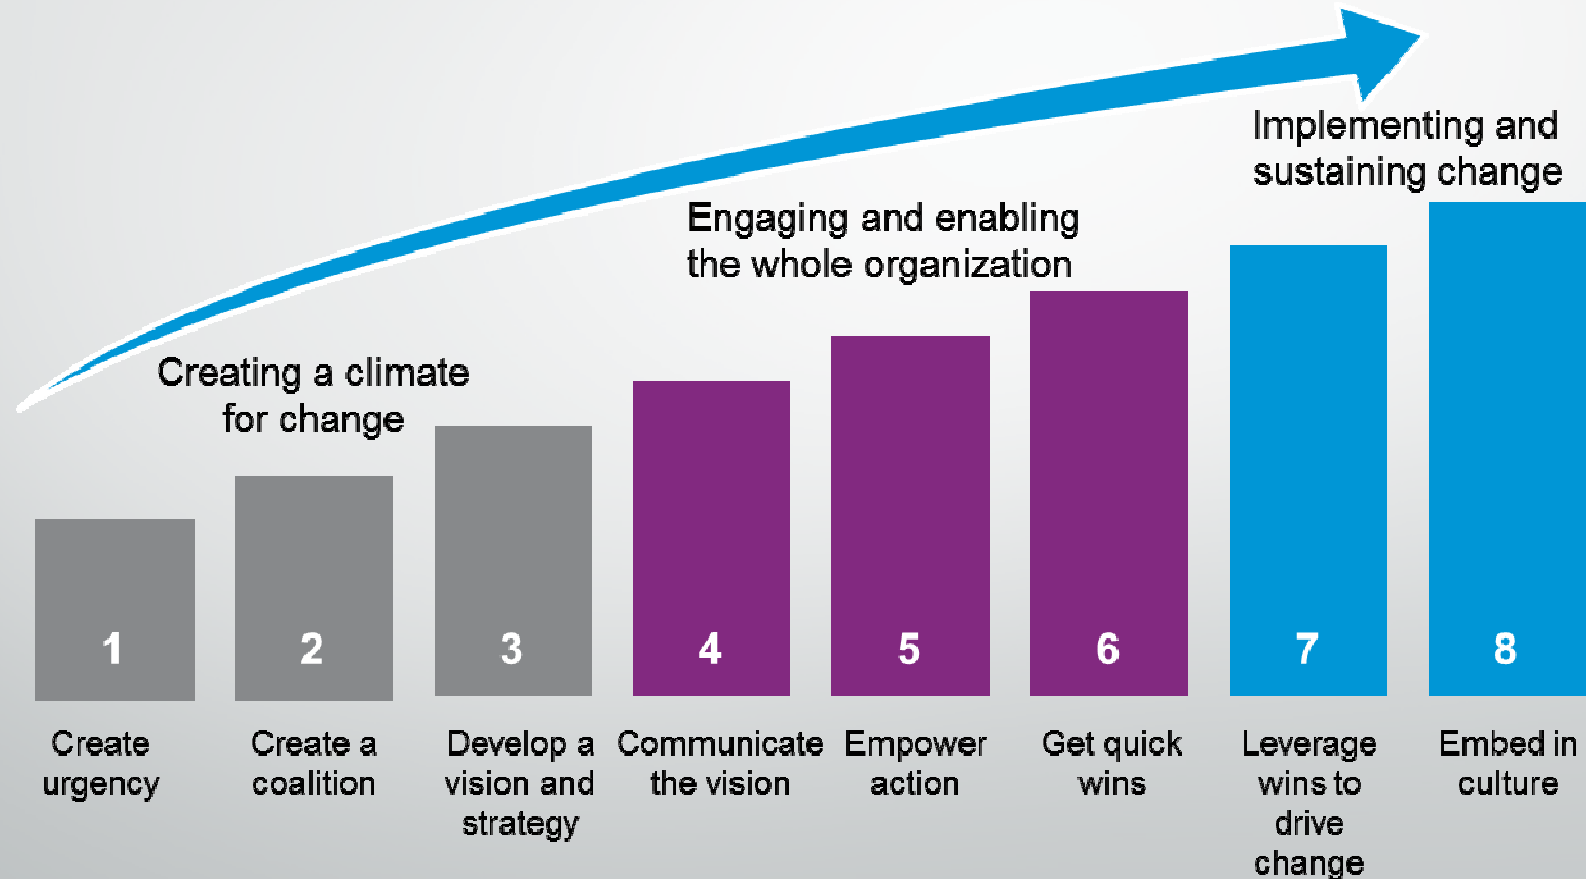 Implementing and
sustaining change
Engaging and enabling
the whole organization
Creating a climate
for change
1
2
3
4
5
6
7
8
Create
urgency
Create a
coalition
Develop a
vision and
strategy
Communicate
the vision
Empower
action
Get quick
wins
Leverage
wins to
drive
change
Embed in
culture